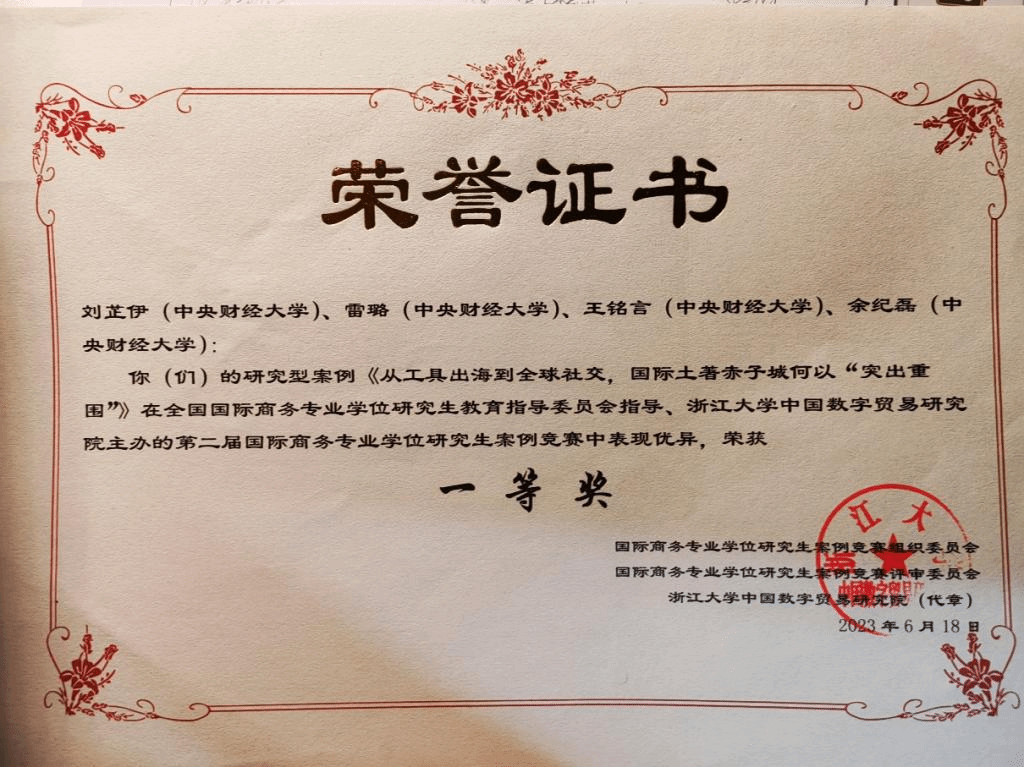 荣誉证书
刘芷伊（中央财经大学）、雷璐（中央财经大学）、王铭言（中央财经大学）、余纪磊（中
央财经大学）：
你（们）的研究型案例《从工具出海到全球社交，国际土著赤子城何以“突出重
围”》在全国国际商务专业学位研究生教育指导委员会指导、浙江大学中国数字贸易研究
院主办的第二届国际商务专业学位研究生案例竞赛中表现优异，荣获
一等奖
国际商务专业学位研究生案例竞赛组织委员会
国际商务专业学位研究生案例竞赛评审委员会
浙江大学中国数字贸易研究院（代章）
2023年6月18日